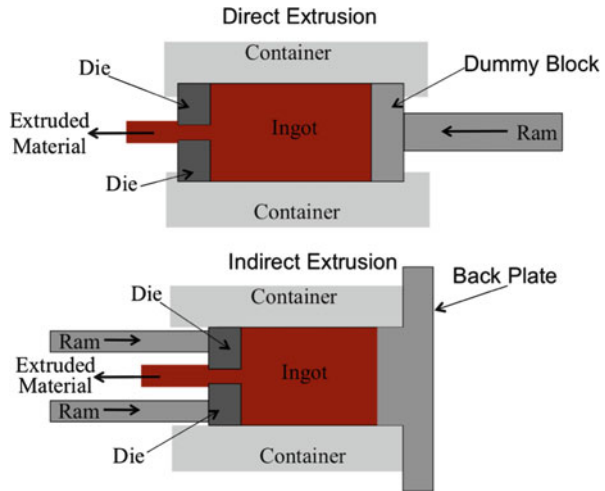 Direct Extrusion
Container
Die
Dummy Block
Extruded
Material
Ingot
Ram
Die
Container
Indirect Extrusion
Back Plate
Die
Container
Ram
Extruded
Material
Ingot
Ram
Die
Container